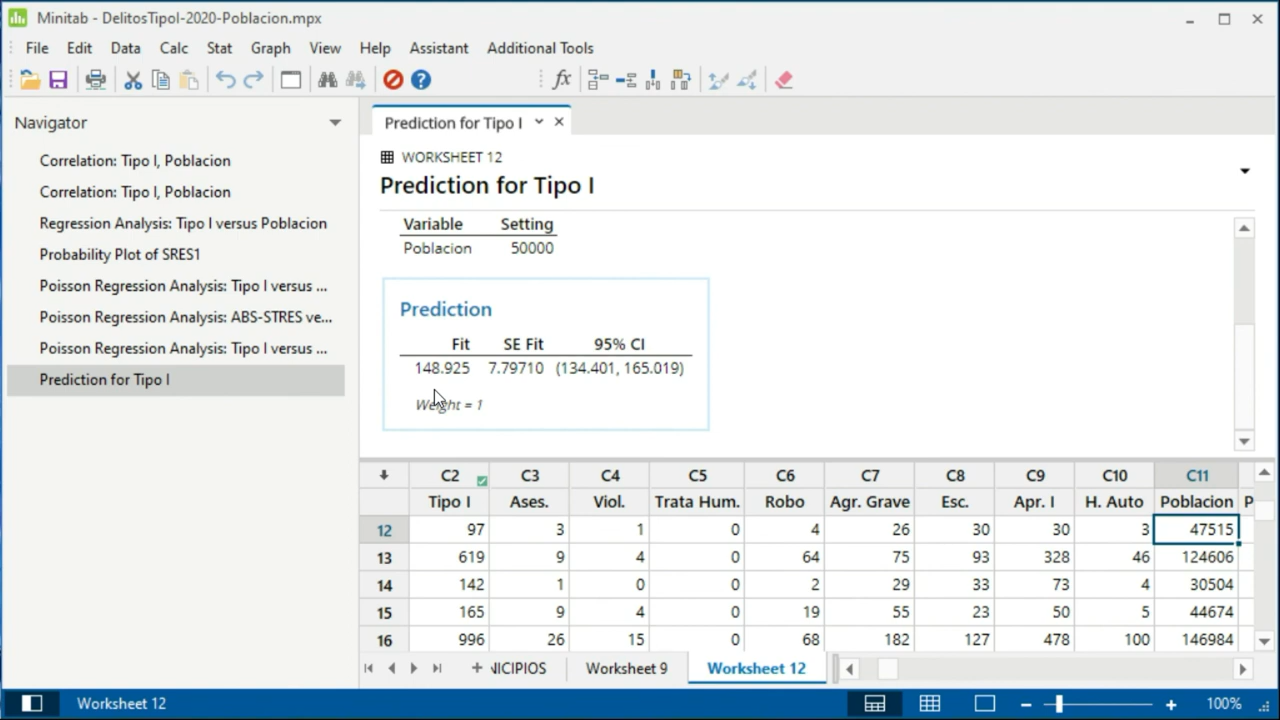 Minitab - DelitosTipoI-2020-Poblacion.mpx
File Edit Data Calc Stat Graph View Help Assistant Additional Tools
Navigator
Correlation: Tipo I, Poblacion
Correlation: Tipo I, Poblacion
Regression Analysis: Tipo I versus Poblacion
Probability Plot of SRES1
Poisson Regression Analysis: Tipo I versus ...
Poisson Regression Analysis: ABS-STRES ve...
Poisson Regression Analysis: Tipo I versus ...
Prediction for Tipo I
Prediction for Tipo I
WORKSHEET 12
Prediction for Tipo I
Variable Setting
Poblacion 50000
Prediction
Fit SE Fit 95% CI
148.925 7.79710 (134.401, 165.019)
Weight = 1
C2 C3 C4 C5 C6 C7 C8 C9 C10 C11
Tipo I Ases. Viol. Trata Hum. Robo Agr. Grave Esc. Apr. I H. Auto Poblacion P
12 97 3 1 0 4 26 30 30 3 47515
13 619 9 4 0 64 75 93 328 46 124606
14 142 1 0 0 2 29 33 73 4 30504
15 165 9 4 0 19 55 23 50 5 44674
16 996 26 15 0 68 182 127 478 100 146984
+ NICIPIOS Worksheet 9 Worksheet 12
Worksheet 12 100%